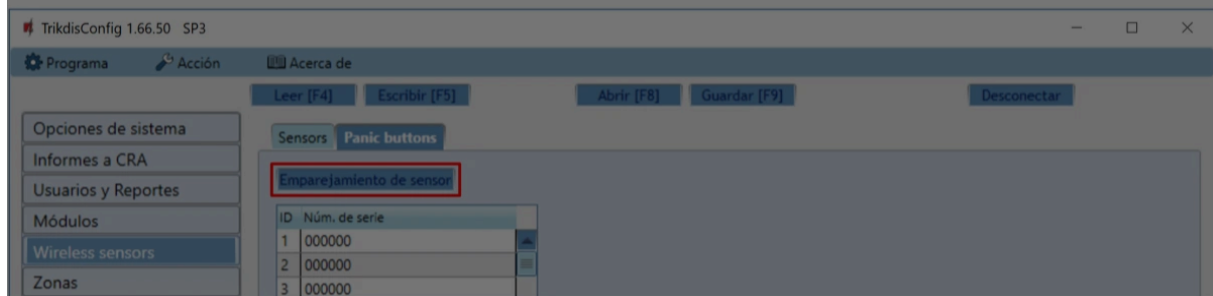 TrikdisConfig 1.66.50 SP3
Programa Acción Acerca de
Leer [F4] Escribir [F5] Abrir [F8] Guardar [F9] Desconectar
Opciones de sistema
Informes a CRA
Usuarios y Reportes
Módulos
Wireless sensors
Zonas
Sensors Panic buttons
Emparejamiento de sensor
ID Núm. de serie
1 000000
2 000000
3 000000